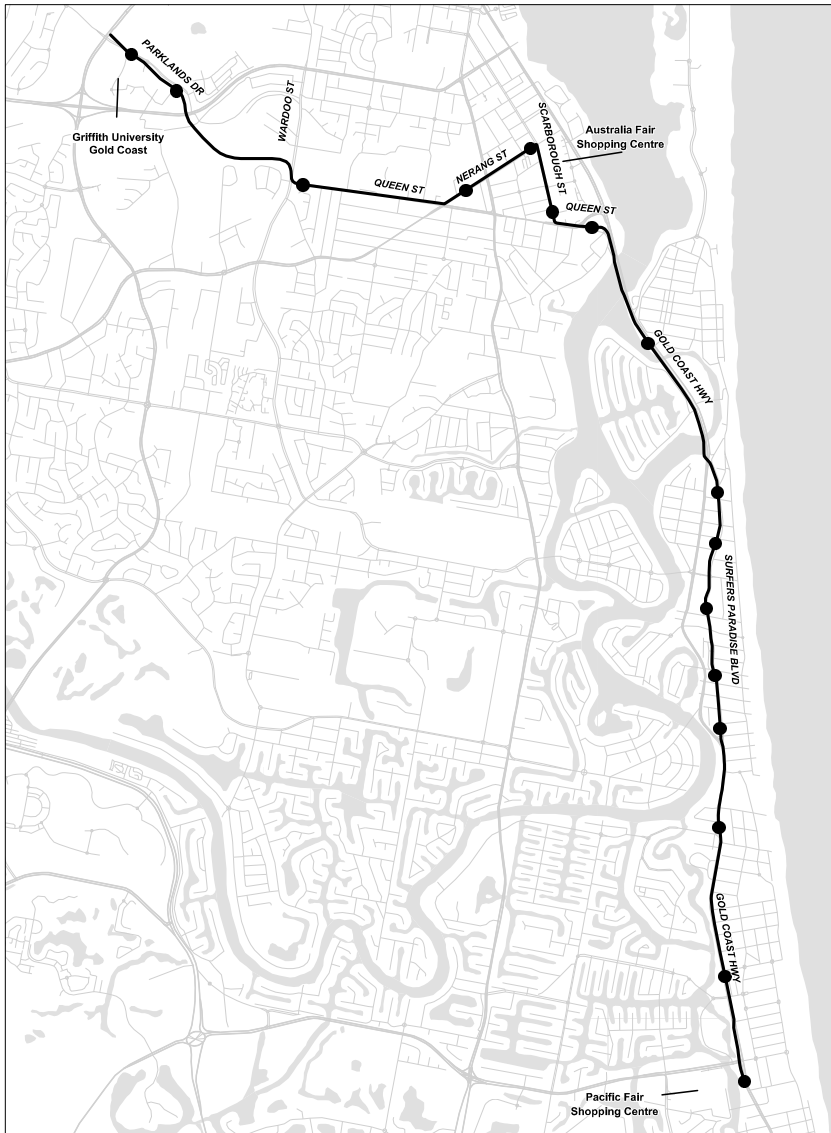 PARKLANDS DR
Griffith University
Gold Coast
WARDOO ST
QUEEN ST
NERANG ST
SCARBOROUGH ST
Australia Fair
Shopping Centre
QUEEN ST
GOLD COAST HWY
SURFERS PARADISE BLVD
GOLD COAST HWY
Pacific Fair
Shopping Centre